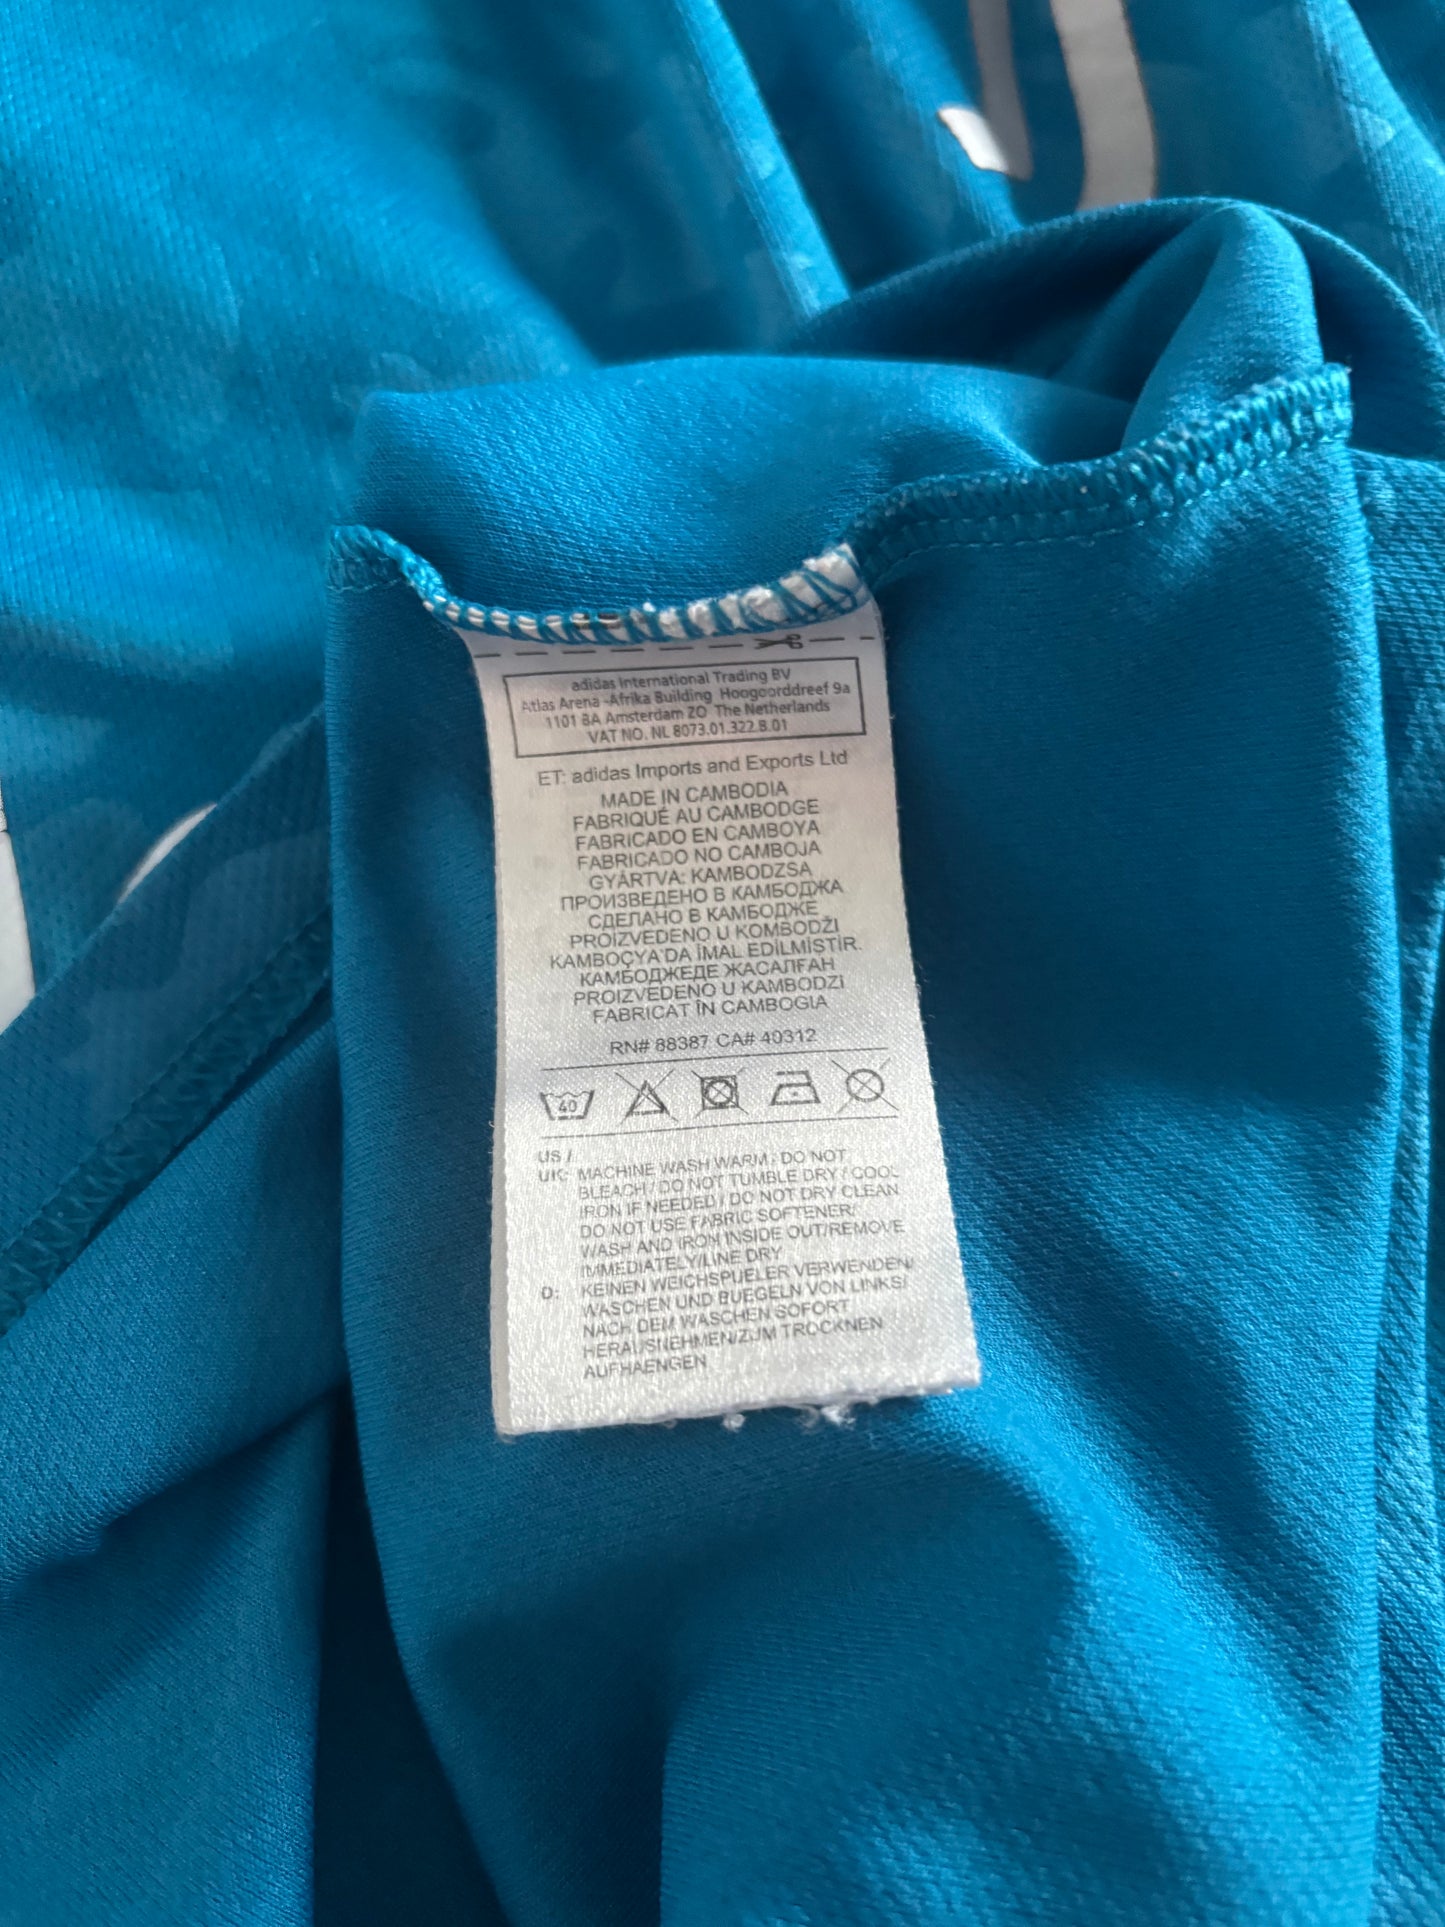 adidas International Trading BV
Atlas Arena -Afrika Building Hoogoorddreef 9a
1101 BA Amsterdam ZO The Netherlands
VAT NO. NL 8073.01.322.B.01
ET: adidas Imports and Exports Ltd
MADE IN CAMBODIA
FABRIQUÉ AU CAMBODGE
FABRICADO EN CAMBOYA
FABRICADO NO CAMBOJA
GYÁRTVA: KAMBODZSA
ПРОИЗВЕДЕНО В КАМБОДЖА
СДЕЛАНО В КАМБОДЖЕ
PROIZVEDENO U KOMBODŽI
KAMBOÇYA'DA İMAL EDİLMİSTİR.
КАМБОДЖЕДЕ ЖАСАЛҒАН
PROIZVEDENO U KAMBODZI
FABRICAT ÎN CAMBOGIA
RN# 88387 CA# 40312
40
US /
UK: MACHINE WASH WARM / DO NOT
BLEACH / DO NOT TUMBLE DRY / COOL
IRON IF NEEDED / DO NOT DRY CLEAN
DO NOT USE FABRIC SOFTENER/
WASH AND IRON INSIDE OUT/REMOVE
IMMEDIATELY/LINE DRY
D: KEINEN WEICHSPUELER VERWENDEN/
WASCHEN UND BUEGELN VON LINKS/
NACH DEM WASCHEN SOFORT
HERAUSNEHMEN/ZUM TROCKNEN
AUFHAENGEN